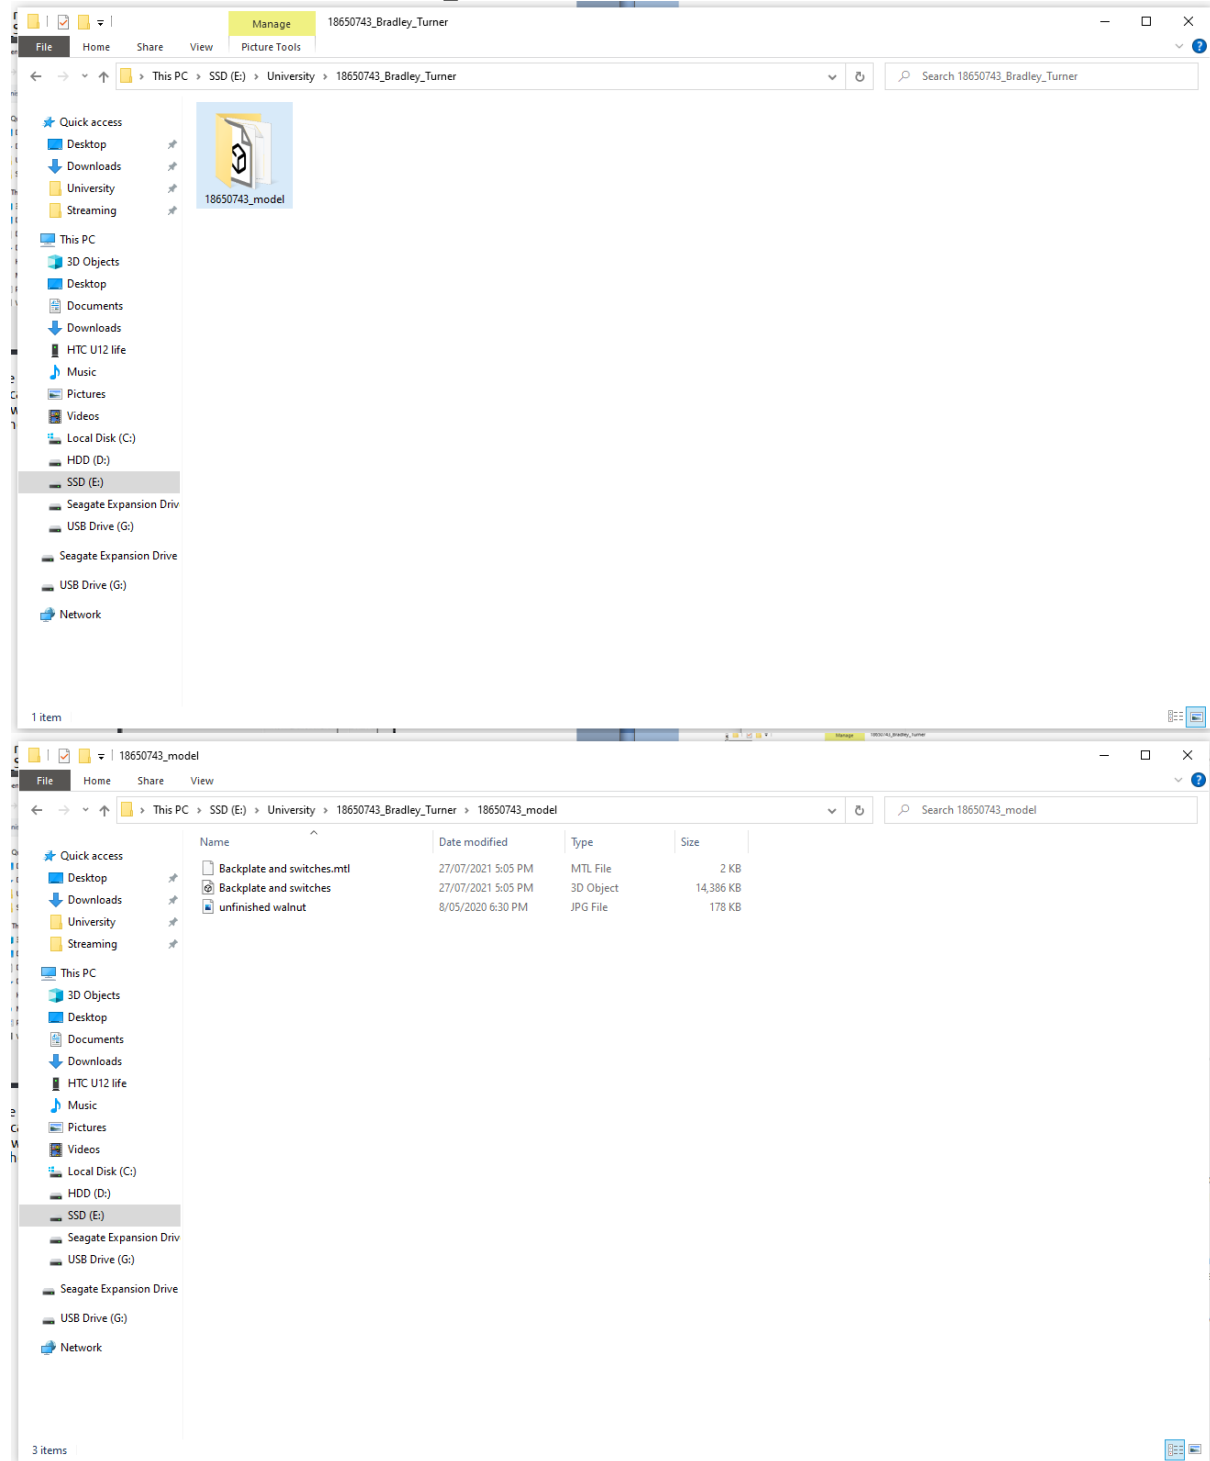 Manage 18650743_Bradley_Turner
File Home Share View Picture Tools
This PC > SSD (E:) > University > 18650743_Bradley_Turner
Search 18650743_Bradley_Turner
Quick access
Desktop
Downloads
University
Streaming
This PC
3D Objects
Desktop
Documents
Downloads
HTC U12 life
Music
Pictures
Videos
Local Disk (C:)
HDD (D:)
SSD (E:)
Seagate Expansion Driv
USB Drive (G:)
Seagate Expansion Drive
USB Drive (G:)
Network
18650743_model
1 item
Manage 18650743_Bradley_Turner
18650743_model
File Home Share View
This PC > SSD (E:) > University > 18650743_Bradley_Turner > 18650743_model
Search 18650743_model
Quick access
Desktop
Downloads
University
Streaming
This PC
3D Objects
Desktop
Documents
Downloads
HTC U12 life
Music
Pictures
Videos
Local Disk (C:)
HDD (D:)
SSD (E:)
Seagate Expansion Driv
USB Drive (G:)
Seagate Expansion Drive
USB Drive (G:)
Network
Name Date modified Type Size
Backplate and switches.mtl 27/07/2021 5:05 PM MTL File 2 KB
Backplate and switches 27/07/2021 5:05 PM 3D Object 14,386 KB
unfinished walnut 8/05/2020 6:30 PM JPG File 178 KB
3 items